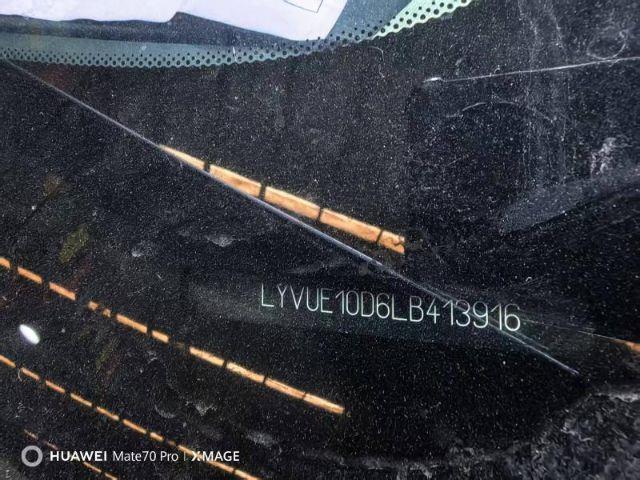 LYVUE10D6LB413916
HUAWEI Mate70 Pro | XMAGE